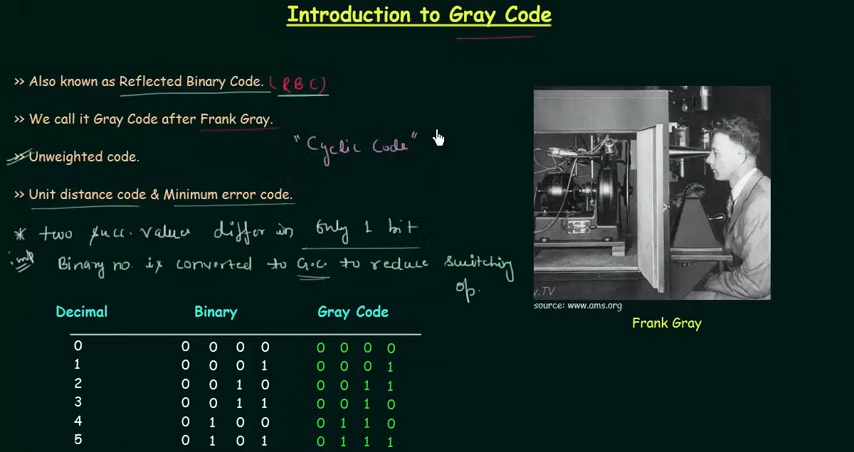 Introduction to Gray Code
>> Also known as Reflected Binary Code. (RBC)
>> We call it Gray Code after Frank Gray.
"Cyclic Code"
>> Unweighted code.
>> Unit distance code & Minimum error code.
* two succ. values differ in only 1 bit
imp Binary no. is converted to G.C. to reduce switching op.
Decimal Binary Gray Code
0 0 0 0 0 0 0 0 0
1 0 0 0 1 0 0 0 1
2 0 0 1 0 0 0 1 1
3 0 0 1 1 0 0 1 0
4 0 1 0 0 0 1 1 0
5 0 1 0 1 0 1 1 1
.TV
source: www.ams.org
Frank Gray